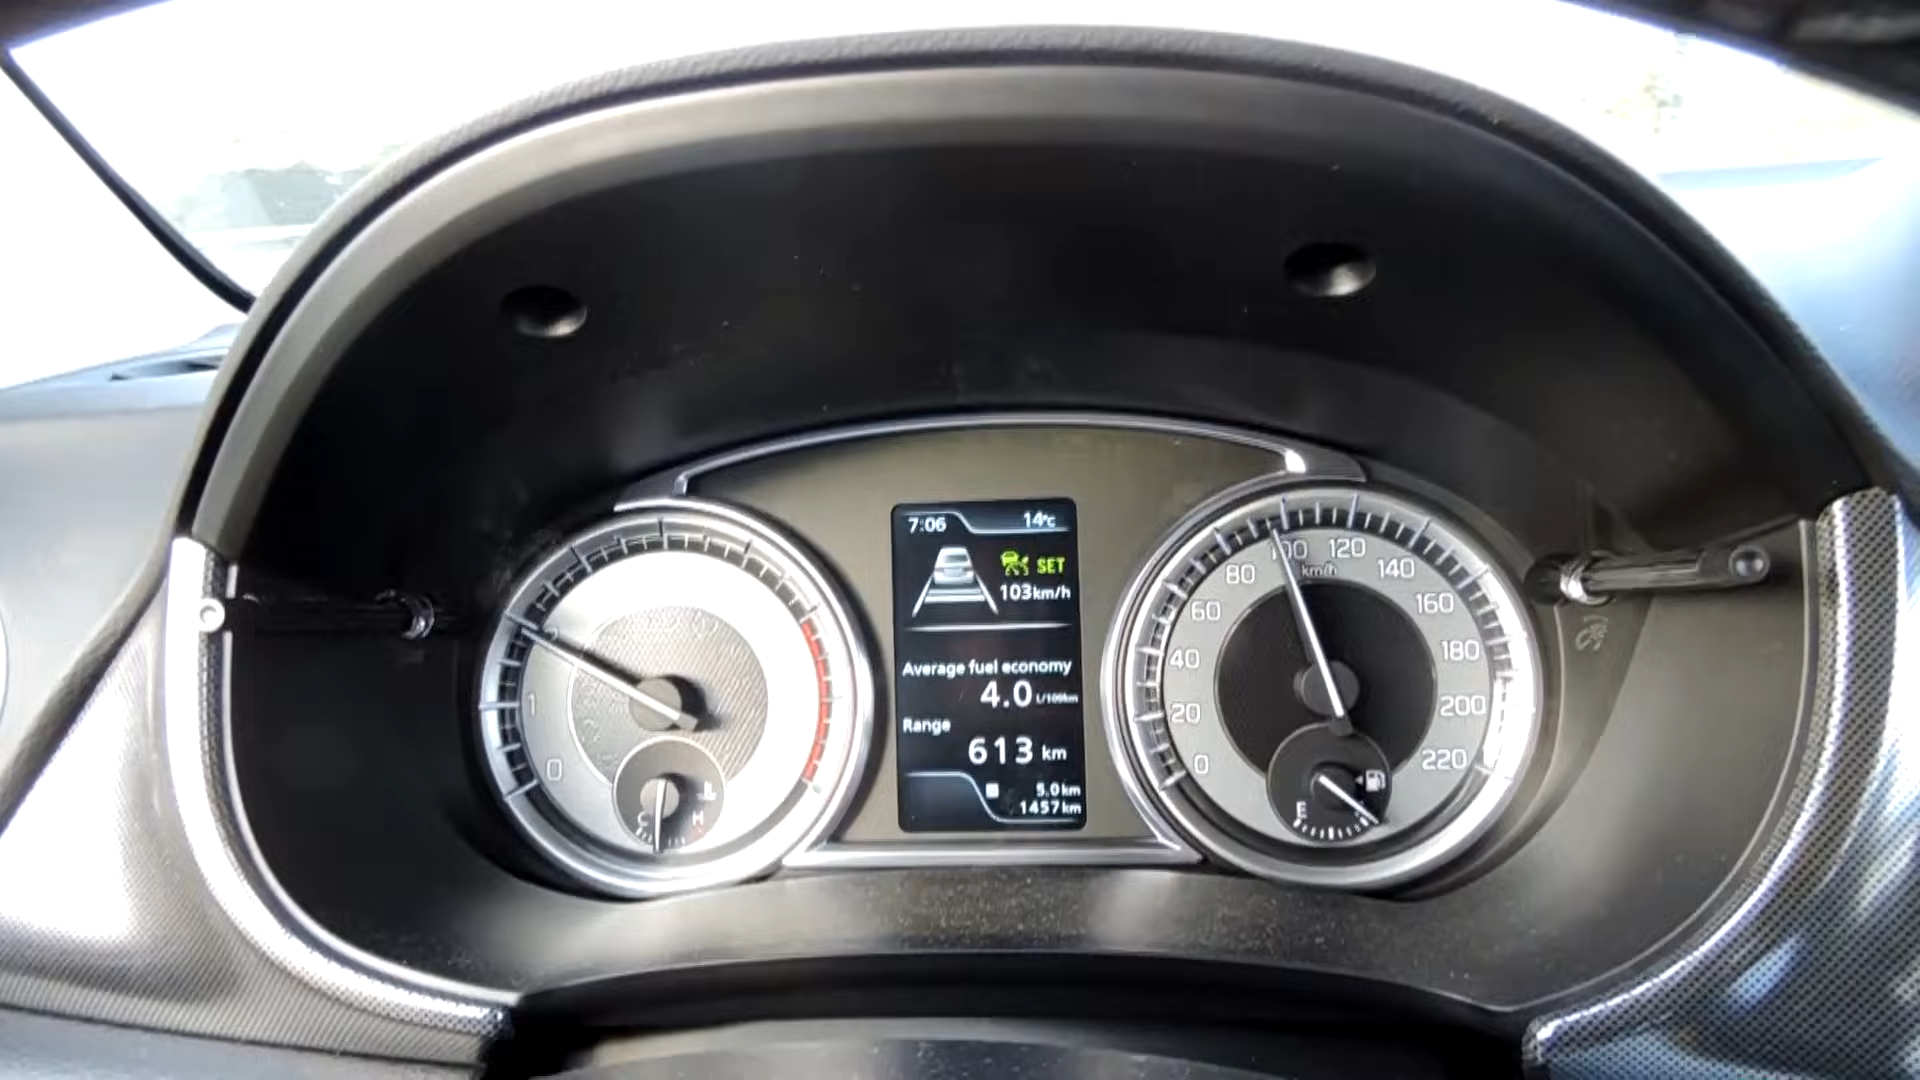 7:06 14°C
SET
103km/h
Average fuel economy
4.0 L/100km
Range
613 km
5.0km
1457km
2
1
0
C H
100 120
80 km/h 140
60 160
40 180
20 200
0 220
E